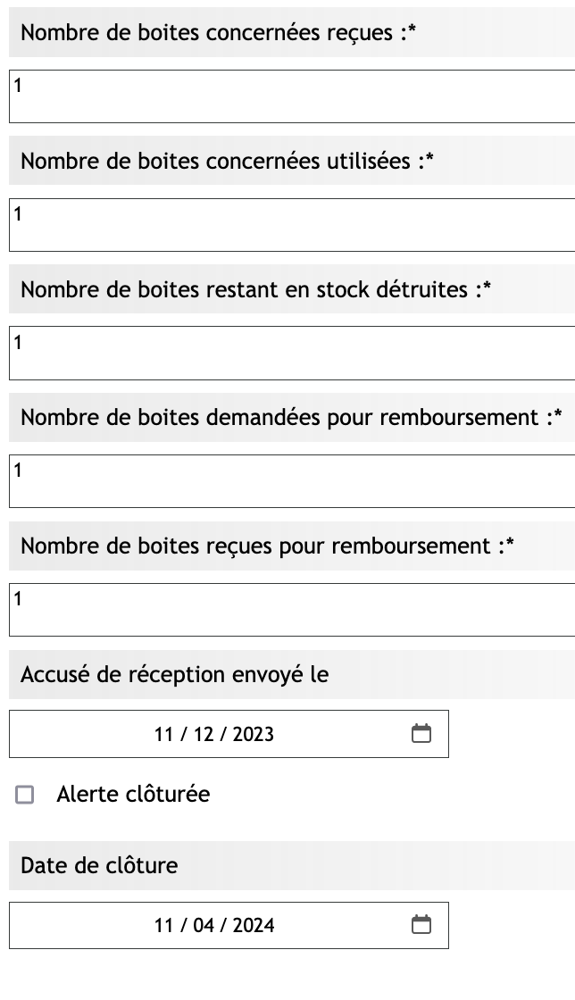 Nombre de boites concernées reçues :*
1
Nombre de boites concernées utilisées :*
1
Nombre de boites restant en stock détruites :*
1
Nombre de boites demandées pour remboursement :*
1
Nombre de boites reçues pour remboursement :*
1
Accusé de réception envoyé le
11 / 12 / 2023
Alerte clôturée
Date de clôture
11 / 04 / 2024